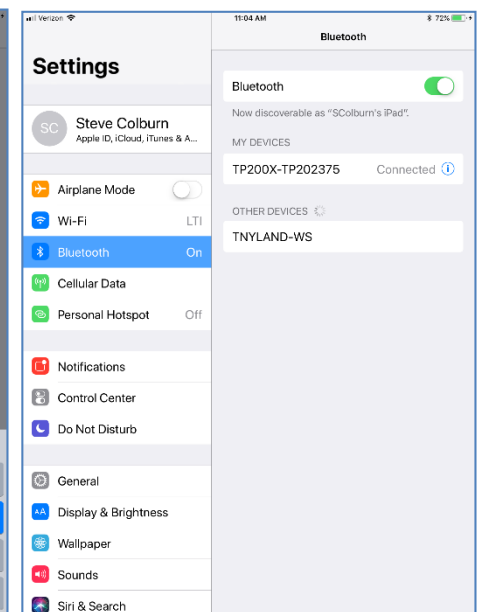 Verizon
11:04 AM
72%
Settings
Bluetooth
SC
Steve Colburn
Apple ID, iCloud, iTunes & A...
Airplane Mode
Wi-Fi LTI
Bluetooth On
Cellular Data
Personal Hotspot Off
Notifications
Control Center
Do Not Disturb
General
AA Display & Brightness
Wallpaper
Sounds
Siri & Search
Bluetooth
Now discoverable as “SColburn's iPad”.
MY DEVICES
TP200X-TP202375 Connected
OTHER DEVICES
TNYLAND-WS